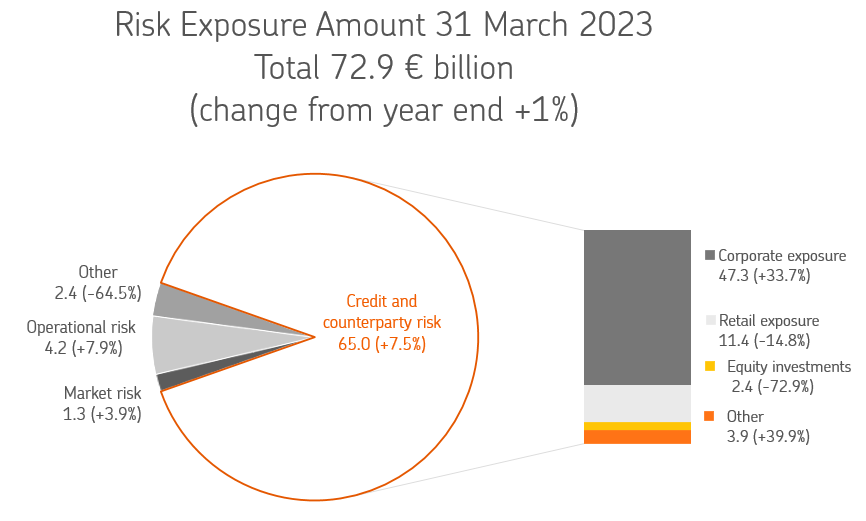 Risk Exposure Amount 31 March 2023
Total 72.9 € billion
(change from year end +1%)
Other
2.4 (-64.5%)
Operational risk
4.2 (+7.9%)
Market risk
1.3 (+3.9%)
Credit and
counterparty risk
65.0 (+7.5%)
Corporate exposure
47.3 (+33.7%)
Retail exposure
11.4 (-14.8%)
Equity investments
2.4 (-72.9%)
Other
3.9 (+39.9%)